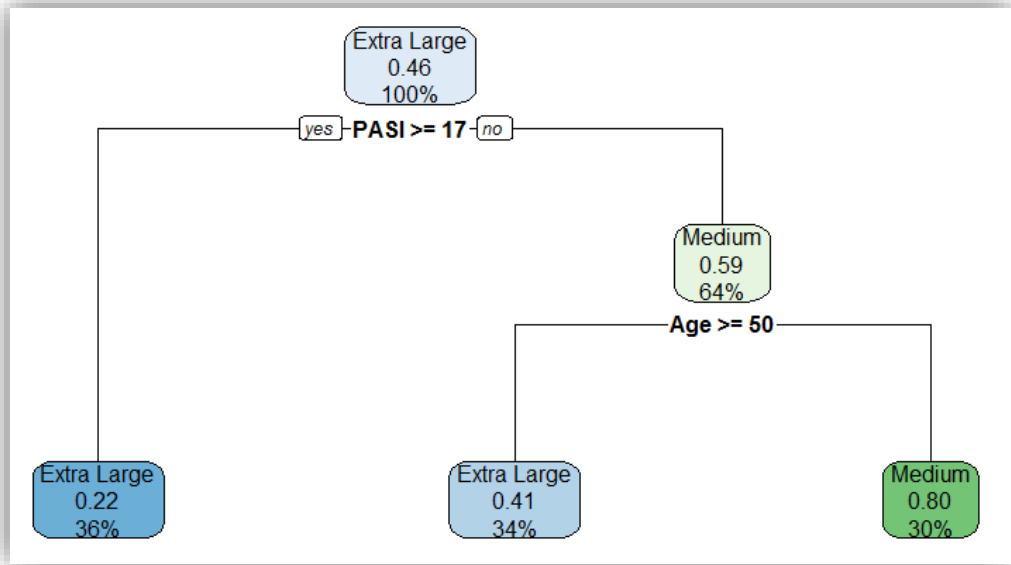 Extra Large
0.46
100%
yes PASI >= 17 no
Medium
0.59
64%
Age >= 50
Extra Large
0.22
36%
Extra Large
0.41
34%
Medium
0.80
30%